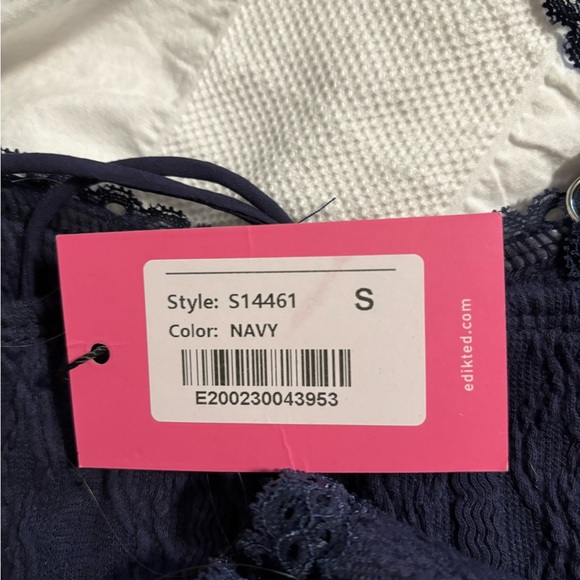 Style: S14461 S
Color: NAVY
E200230043953
edikted.com